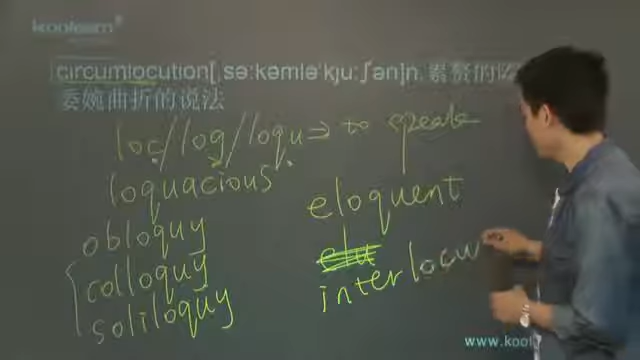 koolearn
circumlocution[ˌsəːkəmləˈkjuːʃən]n. 累赘的
委婉曲折的说法
loc/log/loqu⇒ to speak
loquacious
eloquent
obloquy
elu
colloquy
interlocu
soliloquy
www.kool